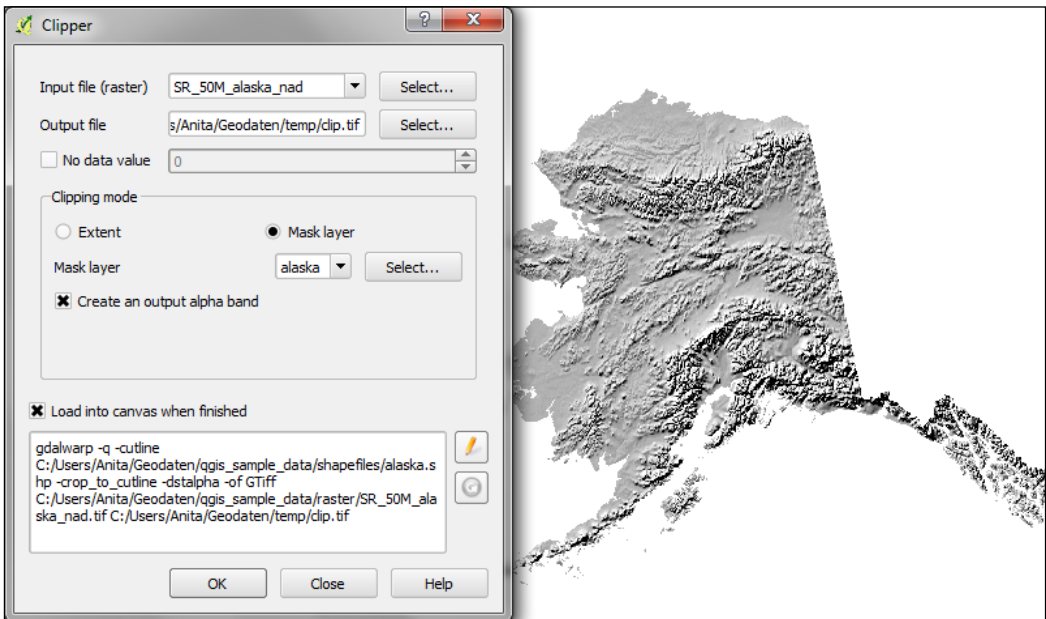 Clipper
Input file (raster) SR_50M_alaska_nad Select...
Output file s/Anita/Geodaten/temp/clip.tif Select...
No data value 0
Clipping mode
Extent Mask layer
Mask layer alaska Select...
Create an output alpha band
Load into canvas when finished
gdalwarp -q -cutline
C:/Users/Anita/Geodaten/qgis_sample_data/shapefiles/alaska.s
hp -crop_to_cutline -dstalpha -of GTiff
C:/Users/Anita/Geodaten/qgis_sample_data/raster/SR_50M_ala
ska_nad.tif C:/Users/Anita/Geodaten/temp/clip.tif
OK Close Help